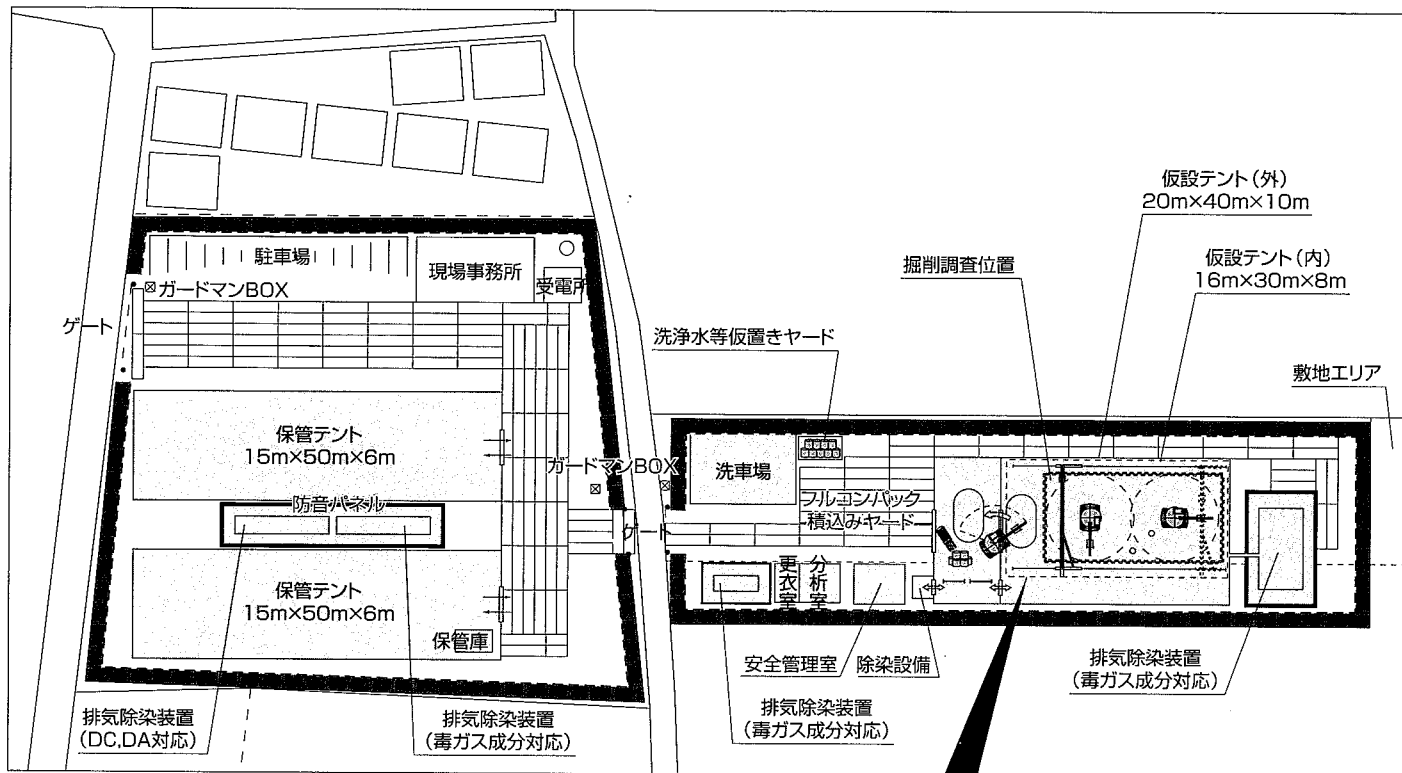 仮設テント（外）
20m×40m×10m
仮設テント（内）
16m×30m×8m
掘削調査位置
駐車場
現場事務所
受電所
ガードマンBOX
ゲート
洗浄水等仮置きヤード
敷地エリア
保管テント
15m×50m×6m
ガードマンBOX
洗車場
フルコンバック
積込みヤード
防音パネル
ゲート
更衣室
分析室
保管テント
15m×50m×6m
保管庫
安全管理室
除染設備
排気除染装置
（毒ガス成分対応）
排気除染装置
（毒ガス成分対応）
排気除染装置
（DC,DA対応）
排気除染装置
（毒ガス成分対応）